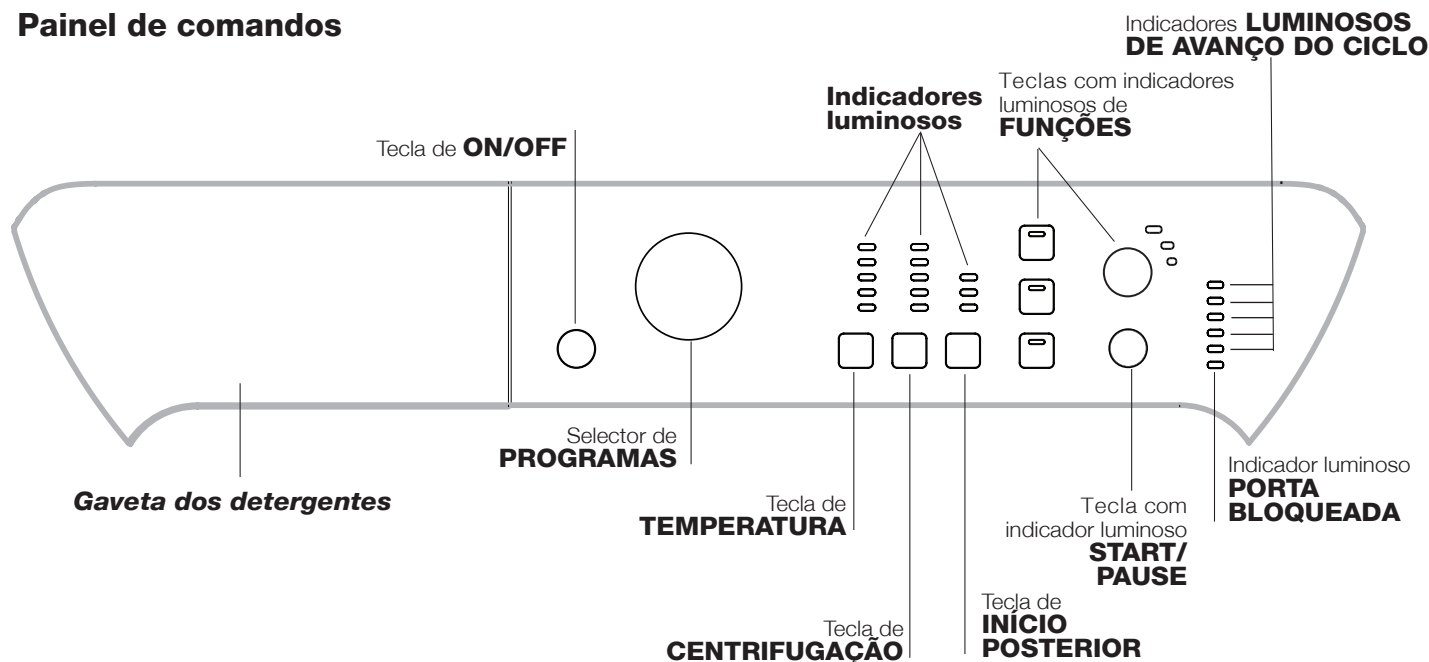 Painel de comandos
Indicadores LUMINOSOS
DE AVANÇO DO CICLO
Indicadores
luminosos
Teclas com indicadores
luminosos de
FUNÇÕES
Tecla de ON/OFF
Selector de
PROGRAMAS
Gaveta dos detergentes
Tecla de
TEMPERATURA
Tecla com
indicador luminoso
START/
PAUSE
Indicador luminoso
PORTA
BLOQUEADA
Tecla de
CENTRIFUGAÇÃO
Tecla de
INÍCIO
POSTERIOR